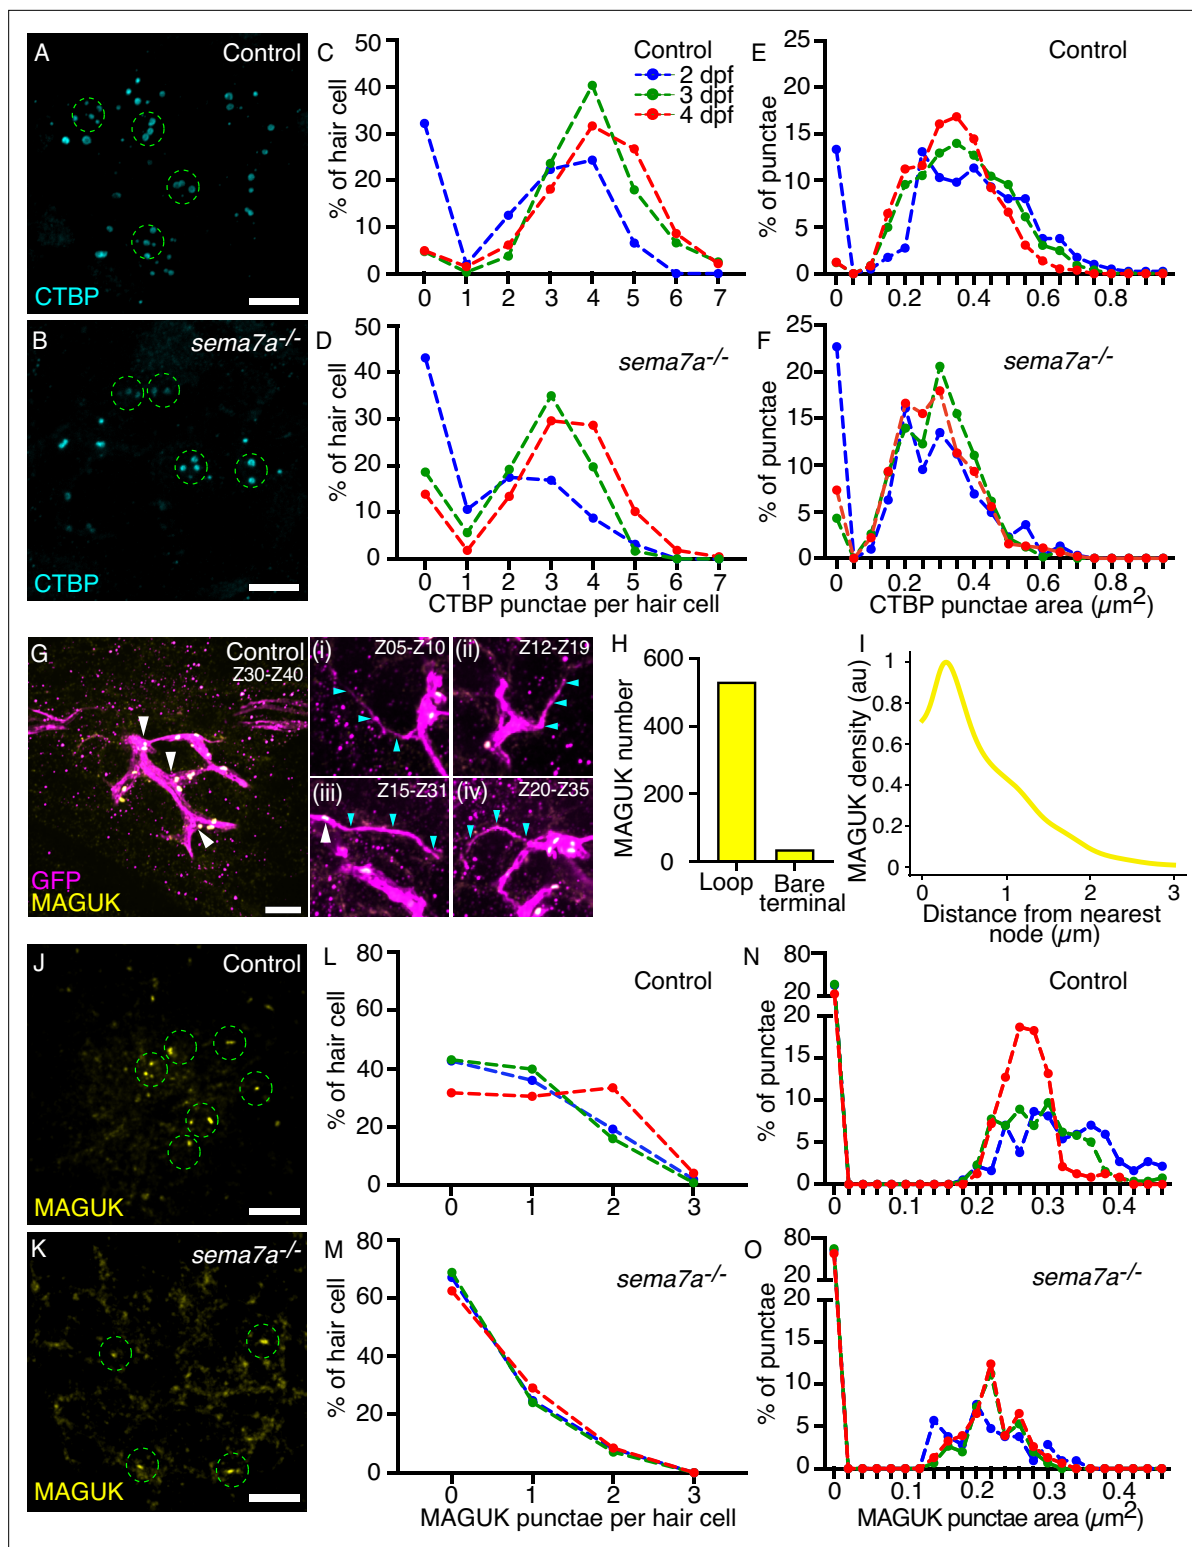 A
Control
CTBP
B
sema7a-/-
CTBP
C
Control
2 dpf
3 dpf
4 dpf
% of hair cell
50
40
30
20
10
0
0 1 2 3 4 5 6 7
D
sema7a-/-
% of hair cell
50
40
30
20
10
0
0 1 2 3 4 5 6 7
CTBP punctae per hair cell
E
Control
% of punctae
25
20
15
10
5
0
0 0.2 0.4 0.6 0.8
F
sema7a-/-
% of punctae
25
20
15
10
5
0
0 0.2 0.4 0.6 0.8
CTBP punctae area (µm2)
G
Control
Z30-Z40
GFP
MAGUK
(i)
Z05-Z10
(ii)
Z12-Z19
(iii)
Z15-Z31
(iv)
Z20-Z35
H
MAGUK number
600
400
200
0
Loop
Bare
terminal
I
MAGUK density (au)
1
0.8
0.6
0.4
0.2
0
0 1 2 3
Distance from nearest
node (µm)
J
Control
MAGUK
K
sema7a-/-
MAGUK
L
Control
% of hair cell
80
60
40
20
0
0 1 2 3
M
sema7a-/-
% of hair cell
80
60
40
20
0
0 1 2 3
MAGUK punctae per hair cell
N
Control
% of punctae
80
20
20
15
10
5
0
0 0.1 0.2 0.3 0.4
O
sema7a-/-
% of punctae
80
20
20
15
10
5
0
0 0.1 0.2 0.3 0.4
MAGUK punctae area (µm2)